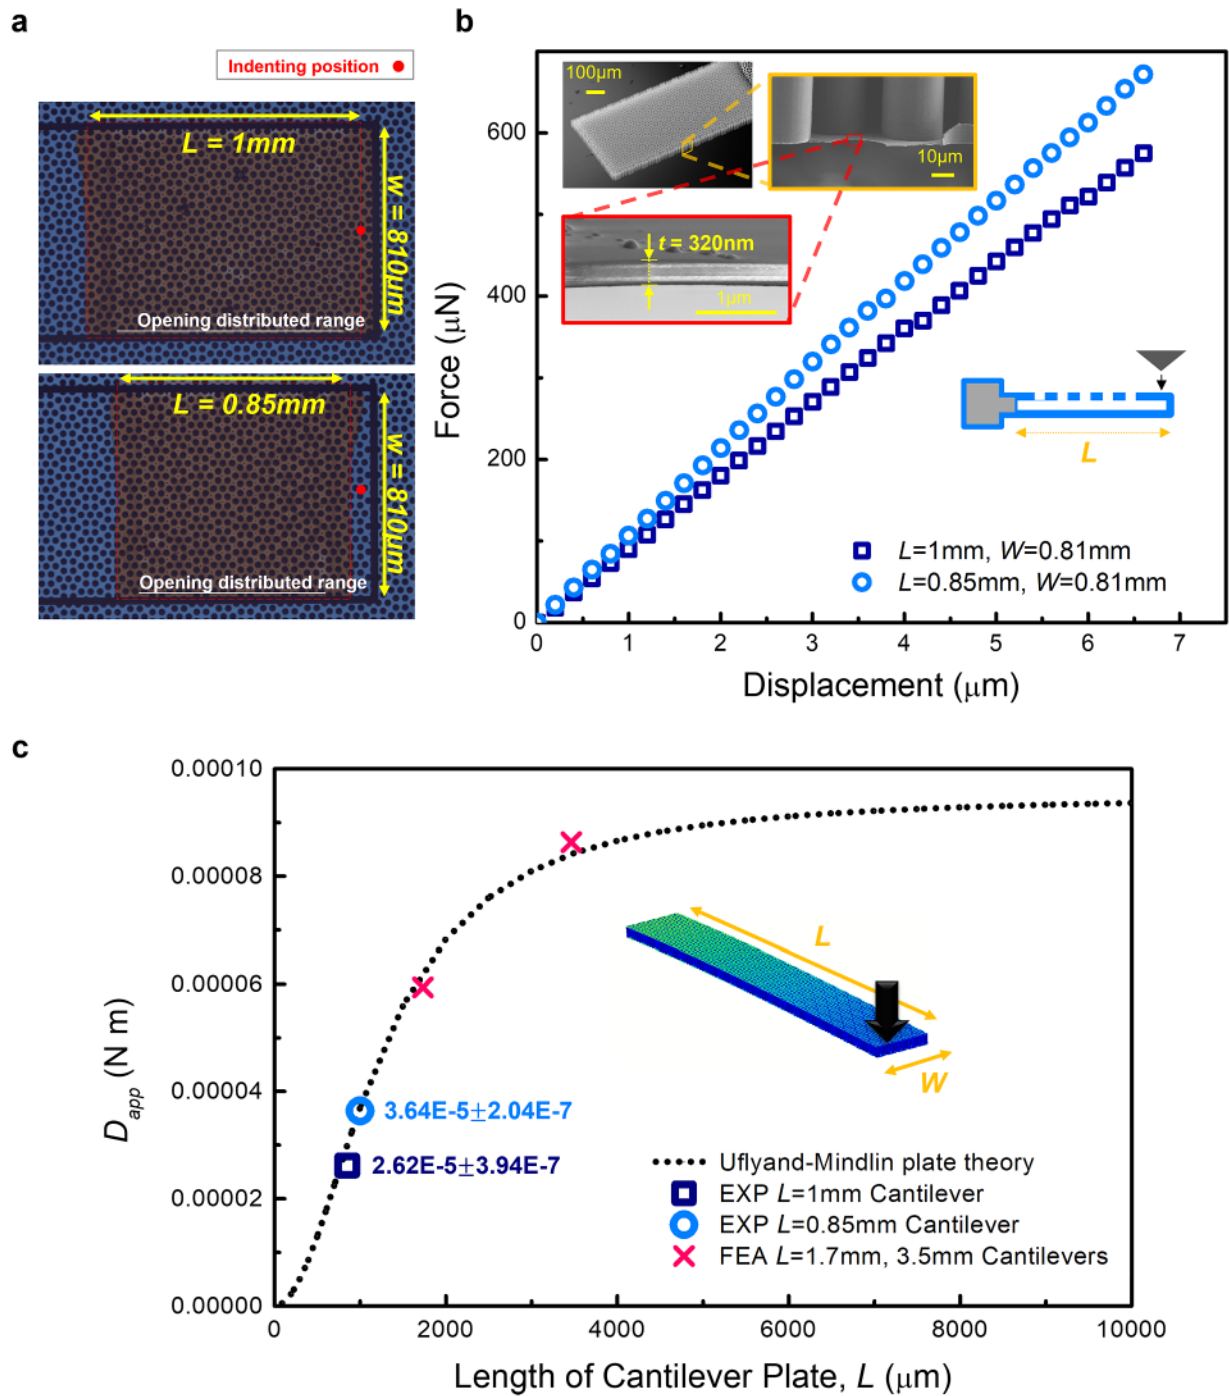 a
Indenting position
L = 1mm
w = 810μm
Opening distributed range
L = 0.85mm
w = 810μm
Opening distributed range
b
600
400
200
0
Force (μN)
0 1 2 3 4 5 6 7
Displacement (μm)
100μm
10μm
t = 320nm
1μm
L
L=1mm, W=0.81mm
L=0.85mm, W=0.81mm
c
0.00010
0.00008
0.00006
0.00004
0.00002
0.00000
D_app (N m)
0 2000 4000 6000 8000 10000
Length of Cantilever Plate, L (μm)
3.64E-5±2.04E-7
2.62E-5±3.94E-7
L
W
Uflyand-Mindlin plate theory
EXP L=1mm Cantilever
EXP L=0.85mm Cantilever
FEA L=1.7mm, 3.5mm Cantilevers